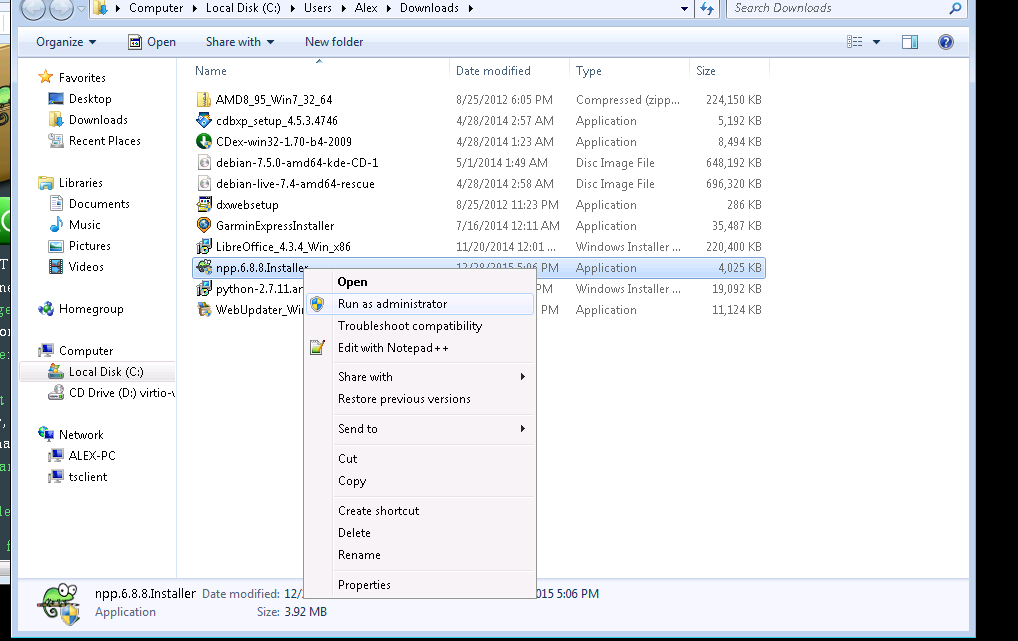 Computer Local Disk (C:) Users Alex Downloads Search Downloads
Organize Open Share with New folder
Name Date modified Type Size
Favorites
Desktop
Downloads
Recent Places
Libraries
Documents
Music
Pictures
Videos
Homegroup
Computer
Local Disk (C:)
CD Drive (D:) virtio-v
Network
ALEX-PC
tsclient
AMD8_95_Win7_32_64 8/25/2012 6:05 PM Compressed (zipp... 224,150 KB
cdbxp_setup_4.5.3.4746 4/28/2014 2:57 AM Application 5,192 KB
CDex-win32-1.70-b4-2009 4/28/2014 1:23 AM Application 8,494 KB
debian-7.5.0-amd64-kde-CD-1 5/1/2014 1:49 AM Disc Image File 648,192 KB
debian-live-7.4-amd64-rescue 4/28/2014 2:58 AM Disc Image File 696,320 KB
dxwebsetup 8/25/2012 11:23 PM Application 286 KB
GarminExpressInstaller 7/16/2014 12:11 AM Application 35,487 KB
LibreOffice_4.3.4_Win_x86 11/20/2014 12:01 ... Windows Installer ... 220,400 KB
npp.6.8.8.Installer 12/28/2015 5:06 PM Application 4,025 KB
python-2.7.11.an PM Windows Installer ... 19,092 KB
WebUpdater_Win PM Application 11,124 KB
Open
Run as administrator
Troubleshoot compatibility
Edit with Notepad++
Share with
Restore previous versions
Send to
Cut
Copy
Create shortcut
Delete
Rename
Properties
npp.6.8.8.Installer Date modified: 12/ 015 5:06 PM
Application Size: 3.92 MB